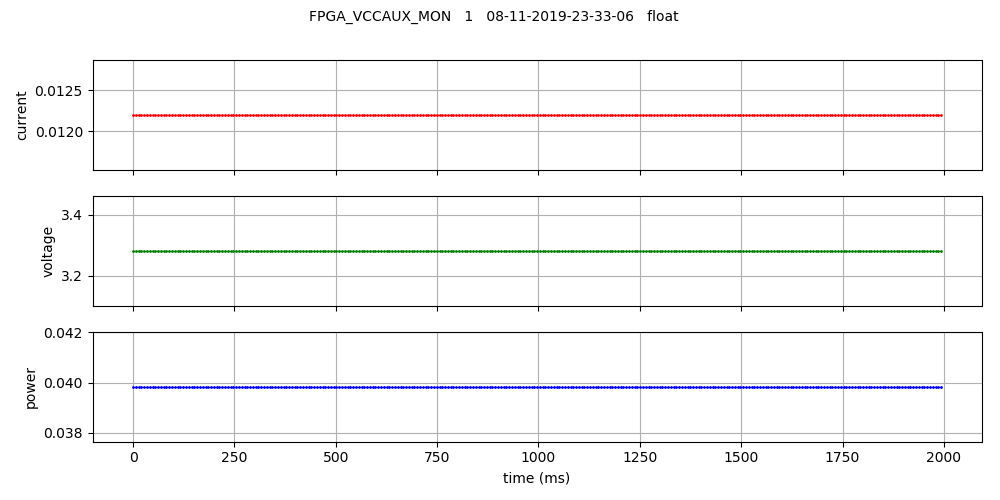 FPGA_VCCAUX_MON 1 08-11-2019-23-33-06 float
0.0125
0.0120
current
3.4
3.2
voltage
0.042
0.040
0.038
power
0 250 500 750 1000 1250 1500 1750 2000
time (ms)